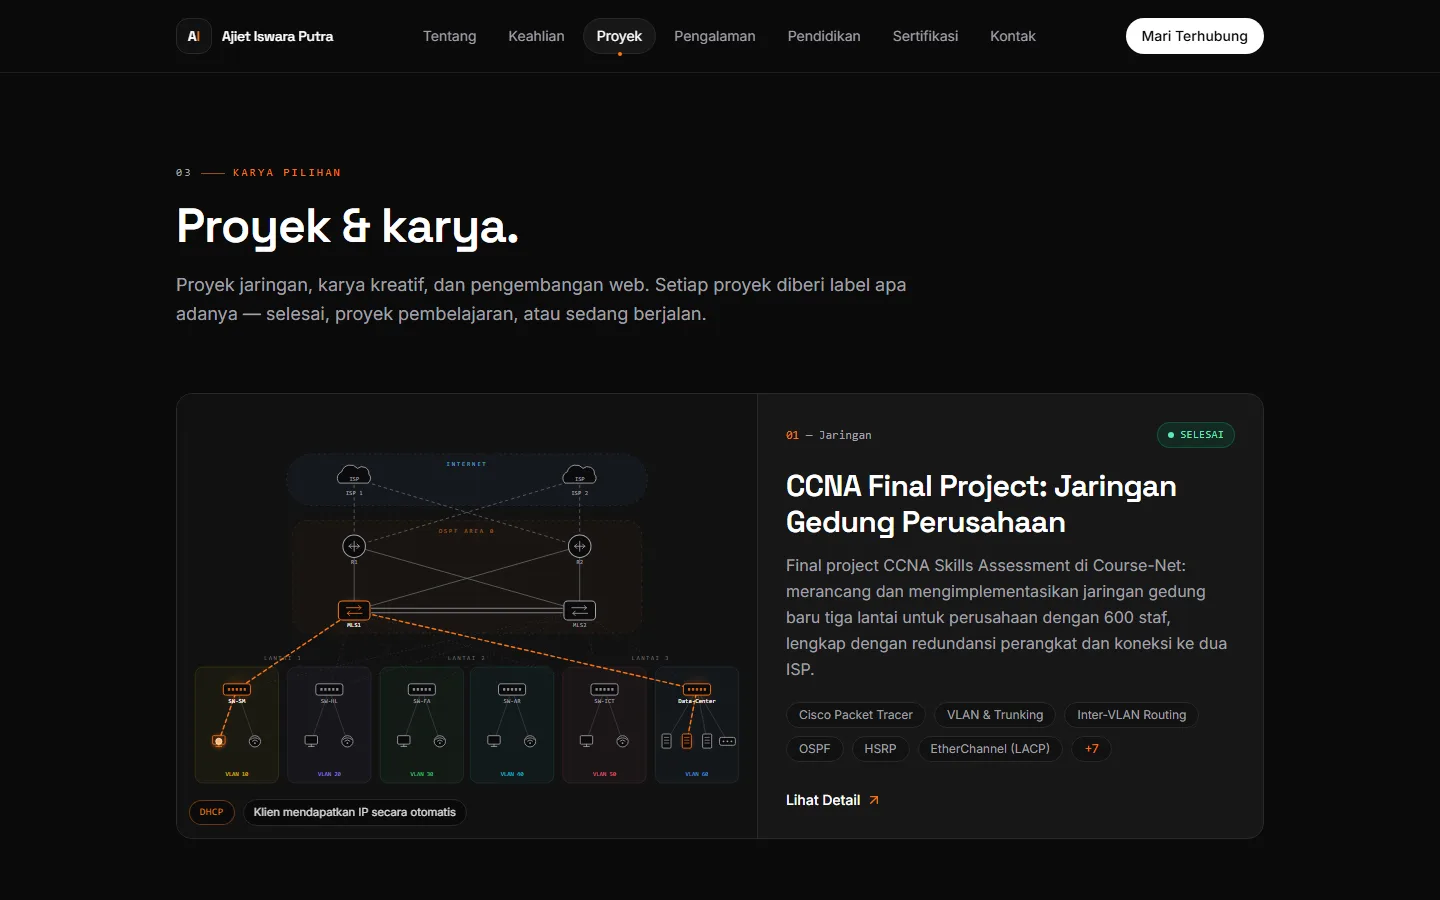 AI
Ajiet Iswara Putra
Tentang
Keahlian
Proyek
Pengalaman
Pendidikan
Sertifikasi
Kontak
Mari Terhubung
03 — KARYA PILIHAN
Proyek & karya.
Proyek jaringan, karya kreatif, dan pengembangan web. Setiap proyek diberi label apa
adanya — selesai, proyek pembelajaran, atau sedang berjalan.
INTERNET
ISP
ISP
ISP 1
ISP 2
OSPF AREA 0
R1
R2
MLS1
MLS2
LANTAI 1
LANTAI 2
LANTAI 3
SW-SM
SW-HL
SW-FA
SW-AR
SW-ICT
Data-Center
VLAN 10
VLAN 20
VLAN 30
VLAN 40
VLAN 50
VLAN 60
DHCP
Klien mendapatkan IP secara otomatis
01 — Jaringan
SELESAI
CCNA Final Project: Jaringan
Gedung Perusahaan
Final project CCNA Skills Assessment di Course-Net:
merancang dan mengimplementasikan jaringan gedung
baru tiga lantai untuk perusahaan dengan 600 staf,
lengkap dengan redundansi perangkat dan koneksi ke dua
ISP.
Cisco Packet Tracer
VLAN & Trunking
Inter-VLAN Routing
OSPF
HSRP
EtherChannel (LACP)
+7
Lihat Detail